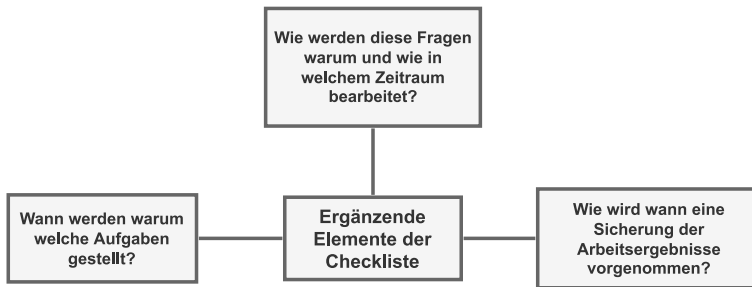 Wie werden diese Fragen
warum und wie in
welchem Zeitraum
bearbeitet?
Wann werden warum
welche Aufgaben
gestellt?
Ergänzende
Elemente der
Checkliste
Wie wird wann eine
Sicherung der
Arbeitsergebnisse
vorgenommen?